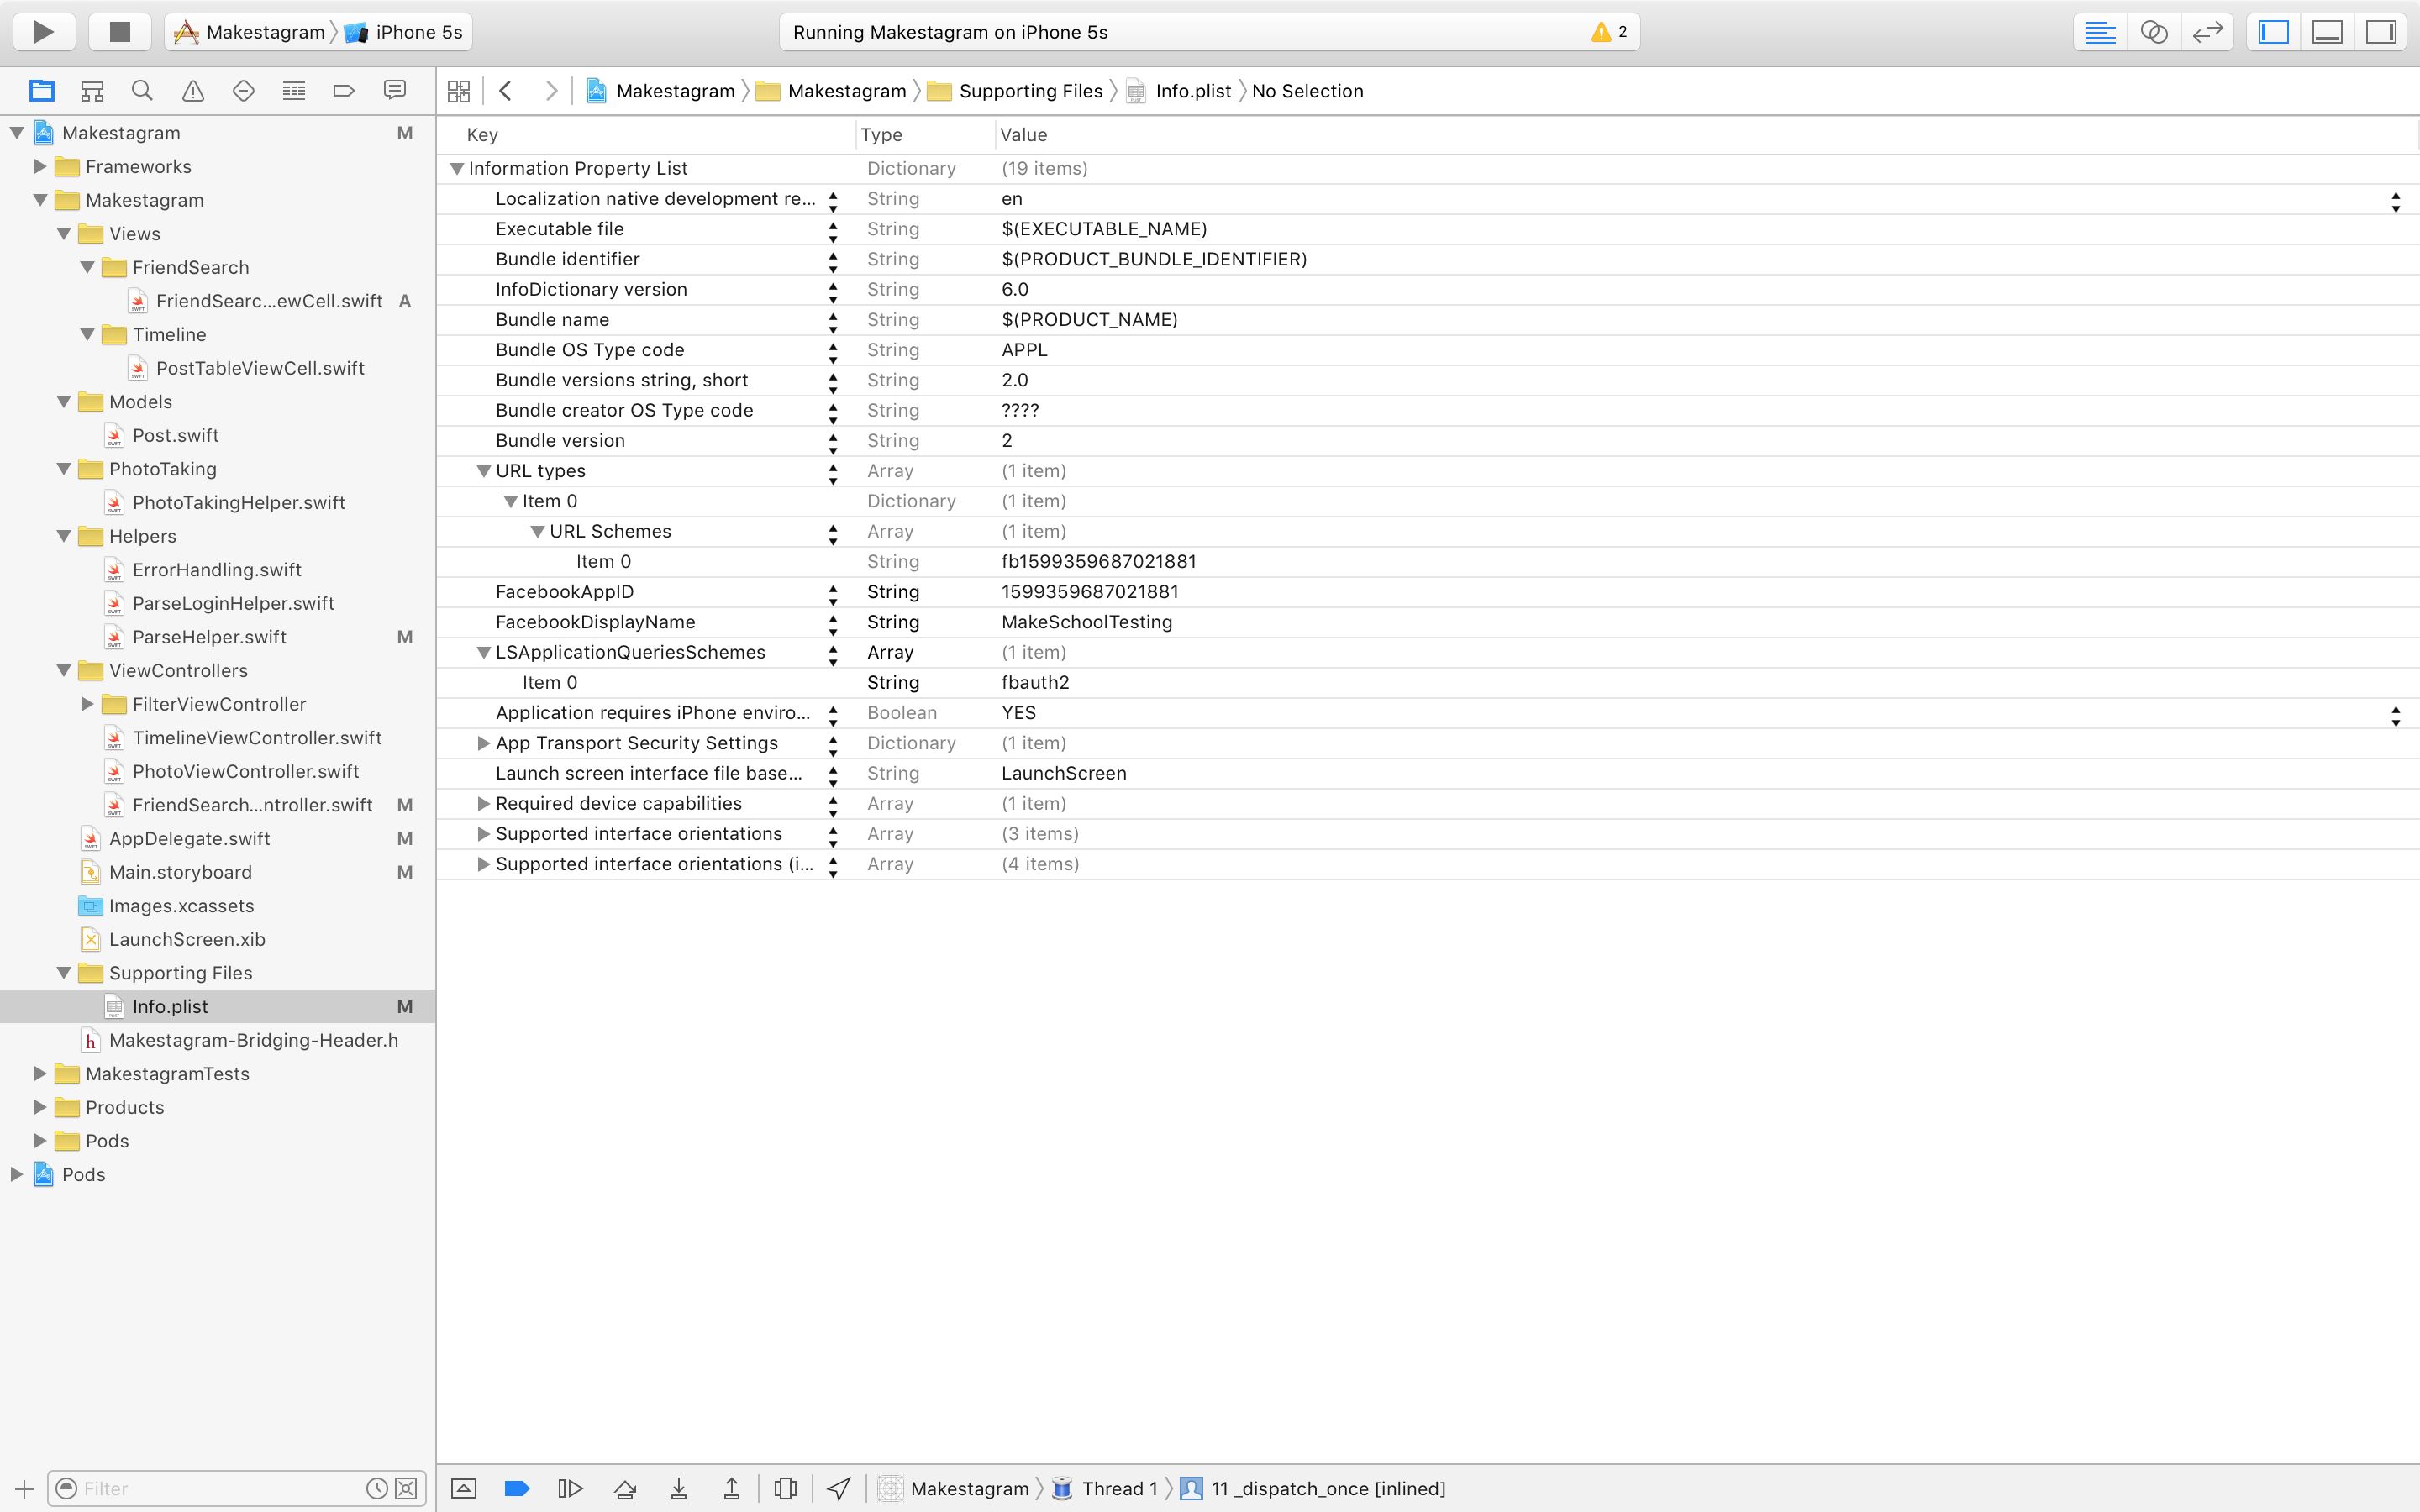 Makestagram iPhone 5s
Running Makestagram on iPhone 5s 2
Makestagram Makestagram Supporting Files Info.plist No Selection
Makestagram M
Frameworks
Makestagram
Views
FriendSearch
FriendSearc...ewCell.swift A
Timeline
PostTableViewCell.swift
Models
Post.swift
PhotoTaking
PhotoTakingHelper.swift
Helpers
ErrorHandling.swift
ParseLoginHelper.swift
ParseHelper.swift M
ViewControllers
FilterViewController
TimelineViewController.swift
PhotoViewController.swift
FriendSearch...ntroller.swift M
AppDelegate.swift M
Main.storyboard M
Images.xcassets
LaunchScreen.xib
Supporting Files
Info.plist M
Makestagram-Bridging-Header.h
MakestagramTests
Products
Pods
Pods
Filter
Key Type Value
Information Property List Dictionary (19 items)
Localization native development re... String en
Executable file String $(EXECUTABLE_NAME)
Bundle identifier String $(PRODUCT_BUNDLE_IDENTIFIER)
InfoDictionary version String 6.0
Bundle name String $(PRODUCT_NAME)
Bundle OS Type code String APPL
Bundle versions string, short String 2.0
Bundle creator OS Type code String ????
Bundle version String 2
URL types Array (1 item)
Item 0 Dictionary (1 item)
URL Schemes Array (1 item)
Item 0 String fb1599359687021881
FacebookAppID String 1599359687021881
FacebookDisplayName String MakeSchoolTesting
LSApplicationQueriesSchemes Array (1 item)
Item 0 String fbauth2
Application requires iPhone enviro... Boolean YES
App Transport Security Settings Dictionary (1 item)
Launch screen interface file base... String LaunchScreen
Required device capabilities Array (1 item)
Supported interface orientations Array (3 items)
Supported interface orientations (i... Array (4 items)
Makestagram Thread 1 11 _dispatch_once [inlined]